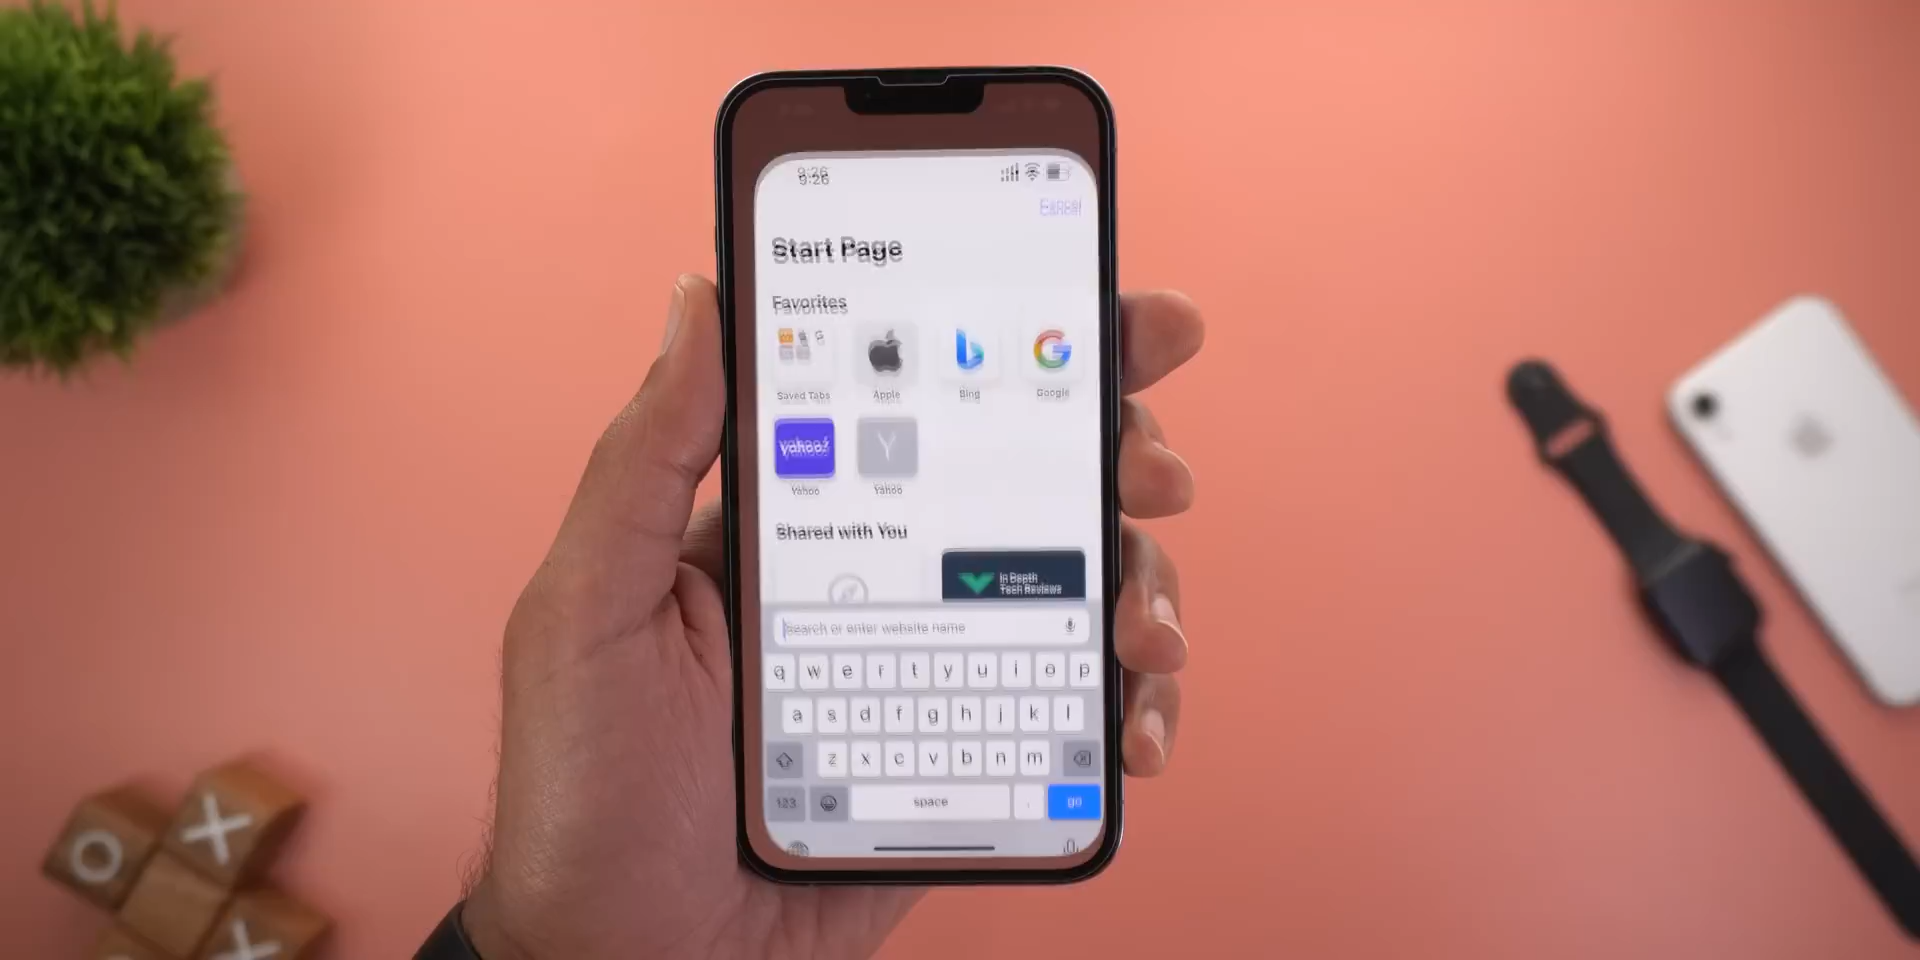 9:26
Cancel
Start Page
Favorites
Saved Tabs
Apple
Bing
Google
yahoo!
Y
Yahoo
Yahoo
Shared with You
In Depth
Tech Reviews
Search or enter website name
q w e r t y u i o p
a s d f g h j k l
z x c v b n m
123
space
.
go
O X
X